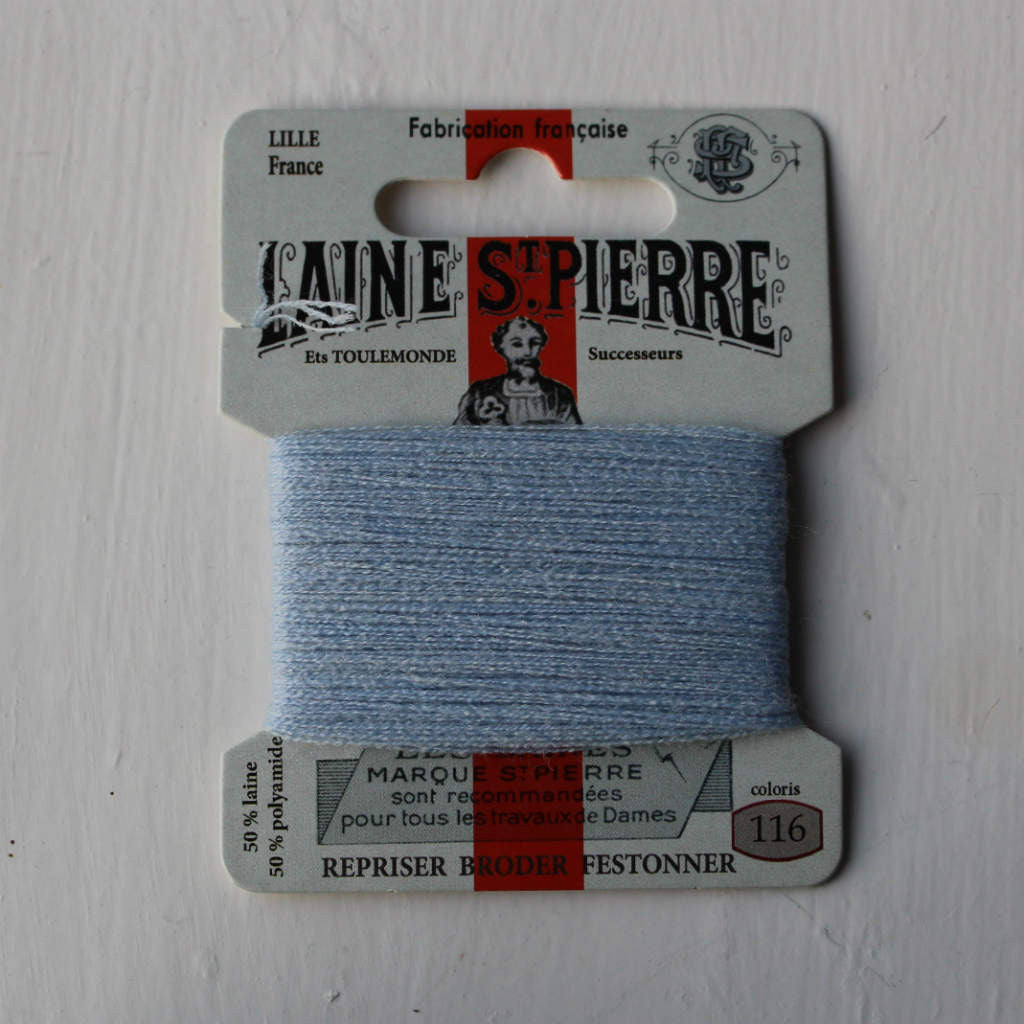 LILLE
France
Fabrication française
LAINE ST. PIERRE
Ets TOULEMONDE Successeurs
MARQUE ST PIERRE
sont recommandées
pour tous les travaux de Dames
50 % laine
50 % polyamide
coloris
116
REPRISER BRODER FESTONNER